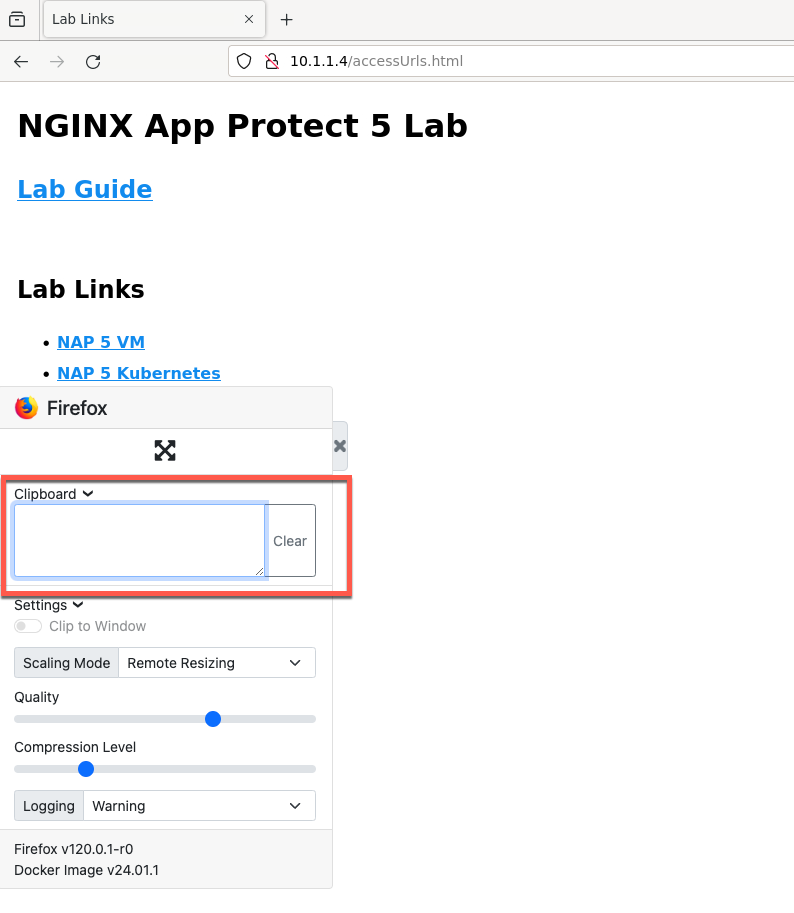 Lab Links
10.1.1.4/accessUrls.html
NGINX App Protect 5 Lab
Lab Guide
Lab Links
• NAP 5 VM
• NAP 5 Kubernetes
Firefox
Clipboard
Clear
Settings
Clip to Window
Scaling Mode Remote Resizing
Quality
Compression Level
Logging Warning
Firefox v120.0.1-r0
Docker Image v24.01.1